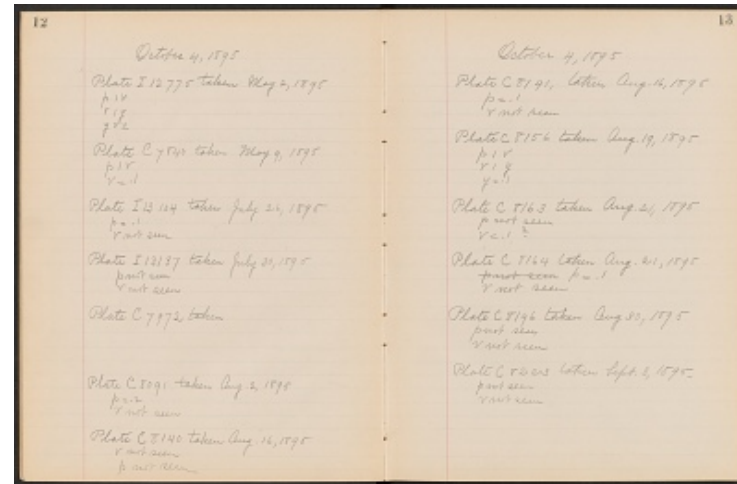 12
October 4, 1895
Plate I 12775 taken May 2, 1895
p 1 r
r 1 q
q r 2
Plate C 7840 taken May 9, 1895
p 1 r
r = .1
Plate I 13104 taken July 26, 1895
p = .1
r not seen
Plate I 13137 taken July 30, 1895
p not seen
r not seen
Plate C 7972 taken
Plate C 8091 taken Aug. 2, 1895
p = .2
r not seen
Plate C 8140 taken Aug. 16, 1895
r not seen
p not seen
13
October 4, 1895
Plate C 8141, taken Aug. 16, 1895
p = .1
r not seen
Plate C 8156 taken Aug. 19, 1895
p 1 r
r 1 q
q = .1
Plate C 8163 taken Aug. 21, 1895
p not seen
r = .1 ?
Plate C 8164 taken Aug. 21, 1895
p not seen p = .1
r not seen
Plate C 8196 taken Aug 30, 1895
p not seen
r not seen
Plate C taken Sept. 3, 1895
p not seen
r not seen